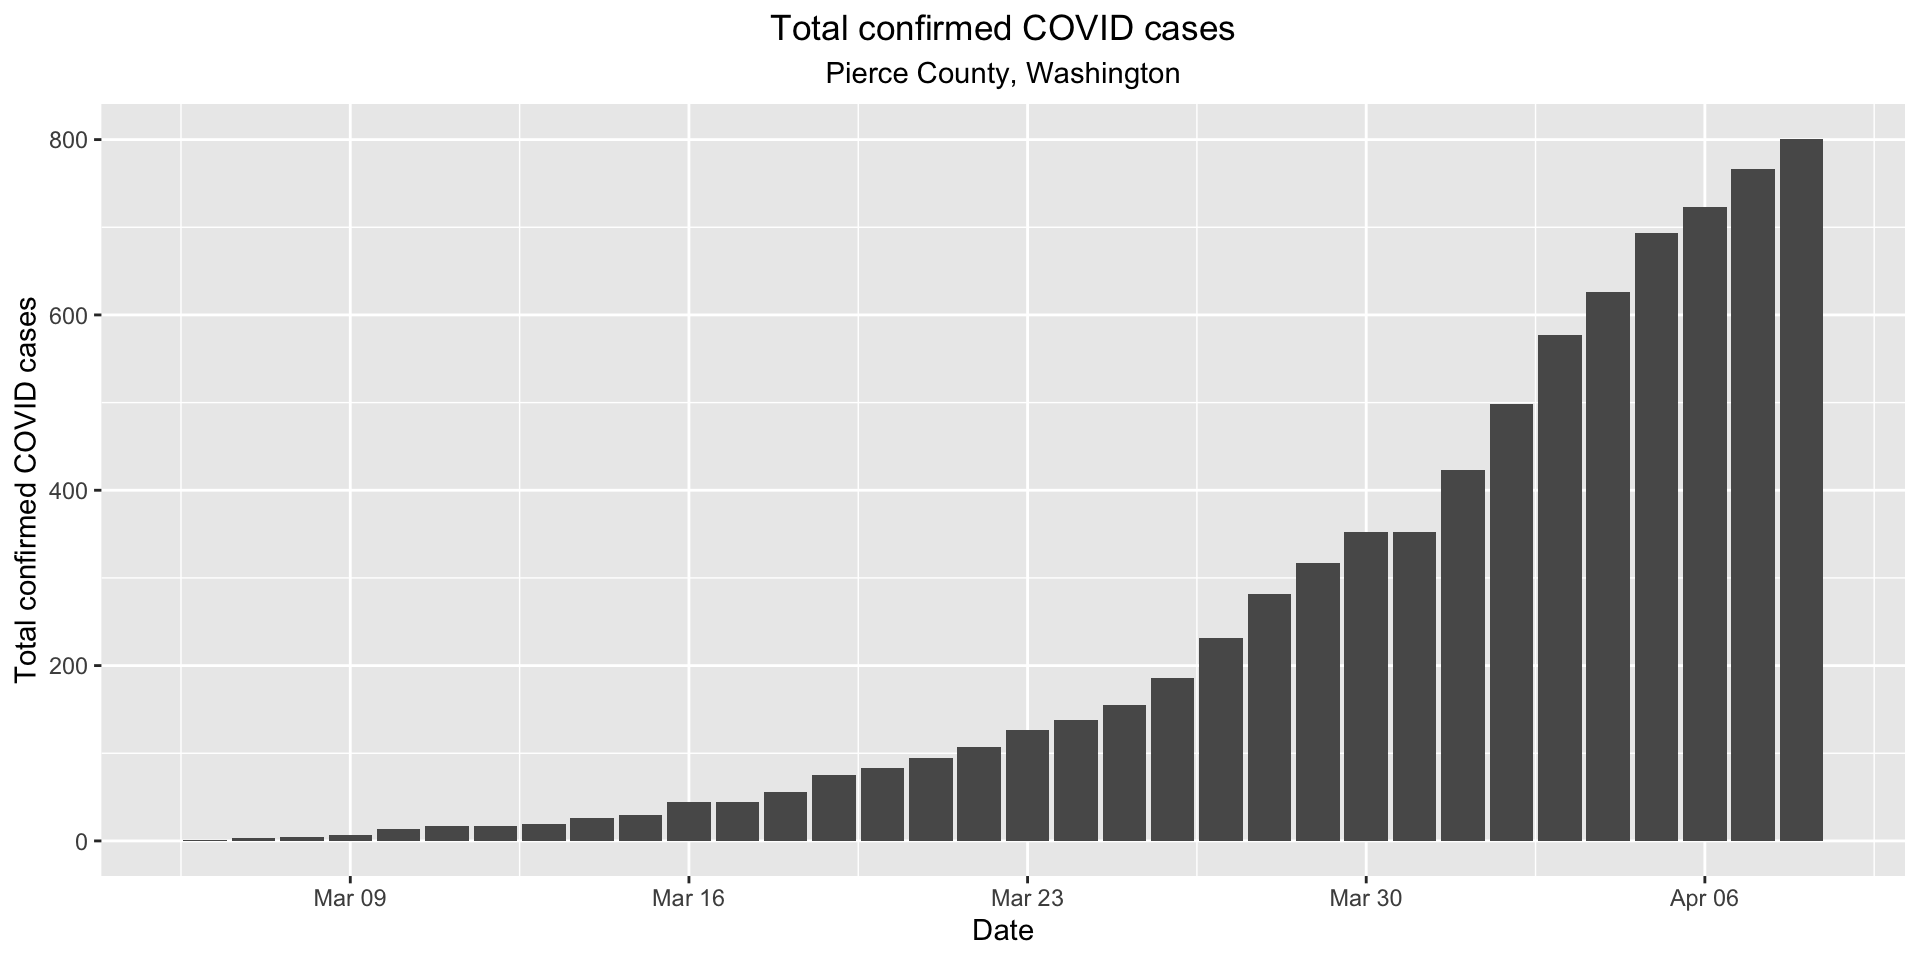 Total confirmed COVID cases
Pierce County, Washington
Total confirmed COVID cases
800
600
400
200
0
Mar 09
Mar 16
Mar 23
Mar 30
Apr 06
Date